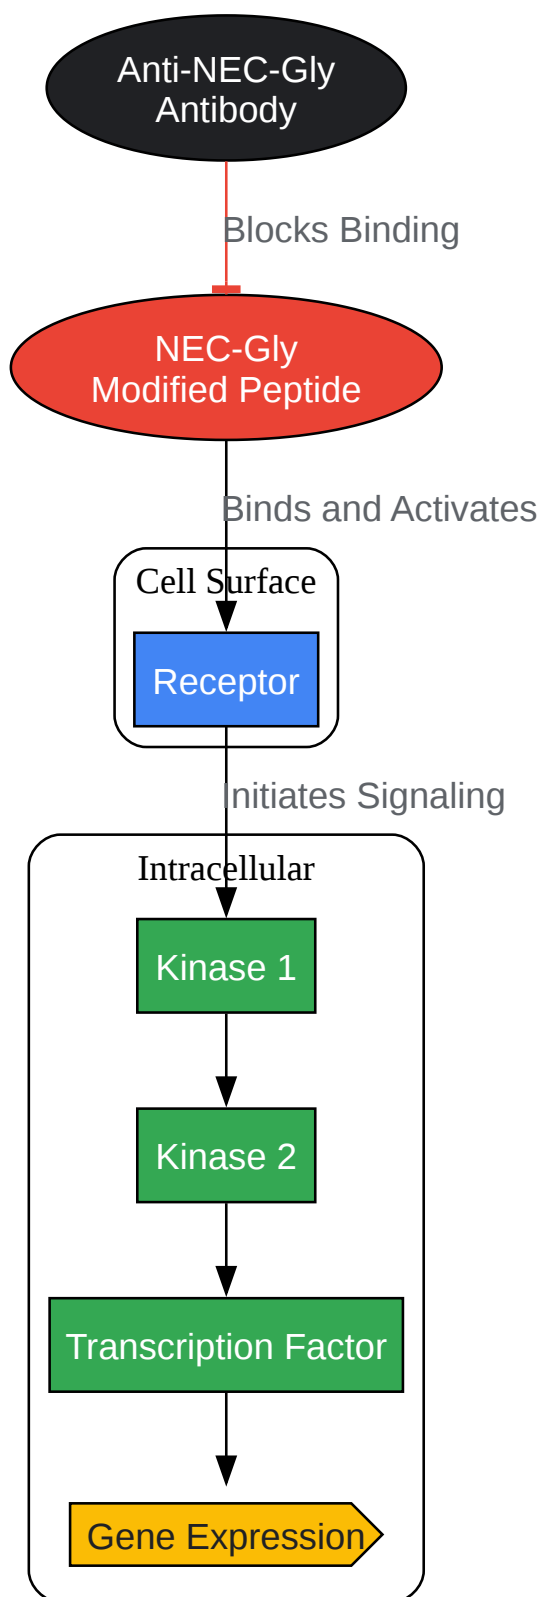 Anti-NEC-Gly
Antibody
Blocks Binding
NEC-Gly
Modified Peptide
Binds and Activates
Cell Surface
Receptor
Initiates Signaling
Intracellular
Kinase 1
Kinase 2
Transcription Factor
Gene Expression